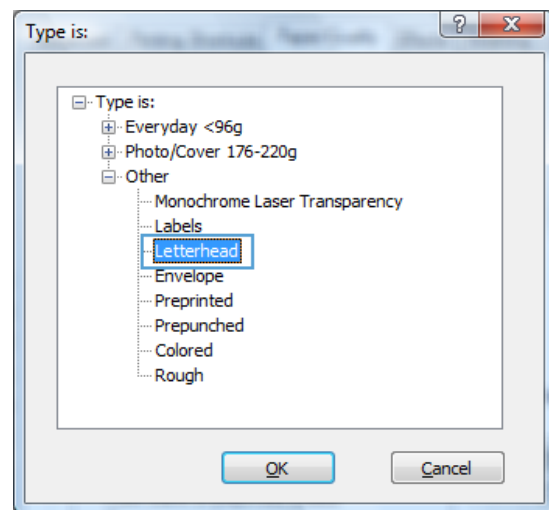 Type is:
Type is:
Everyday <96g
Photo/Cover 176-220g
Other
Monochrome Laser Transparency
Labels
Letterhead
Envelope
Preprinted
Prepunched
Colored
Rough
OK
Cancel